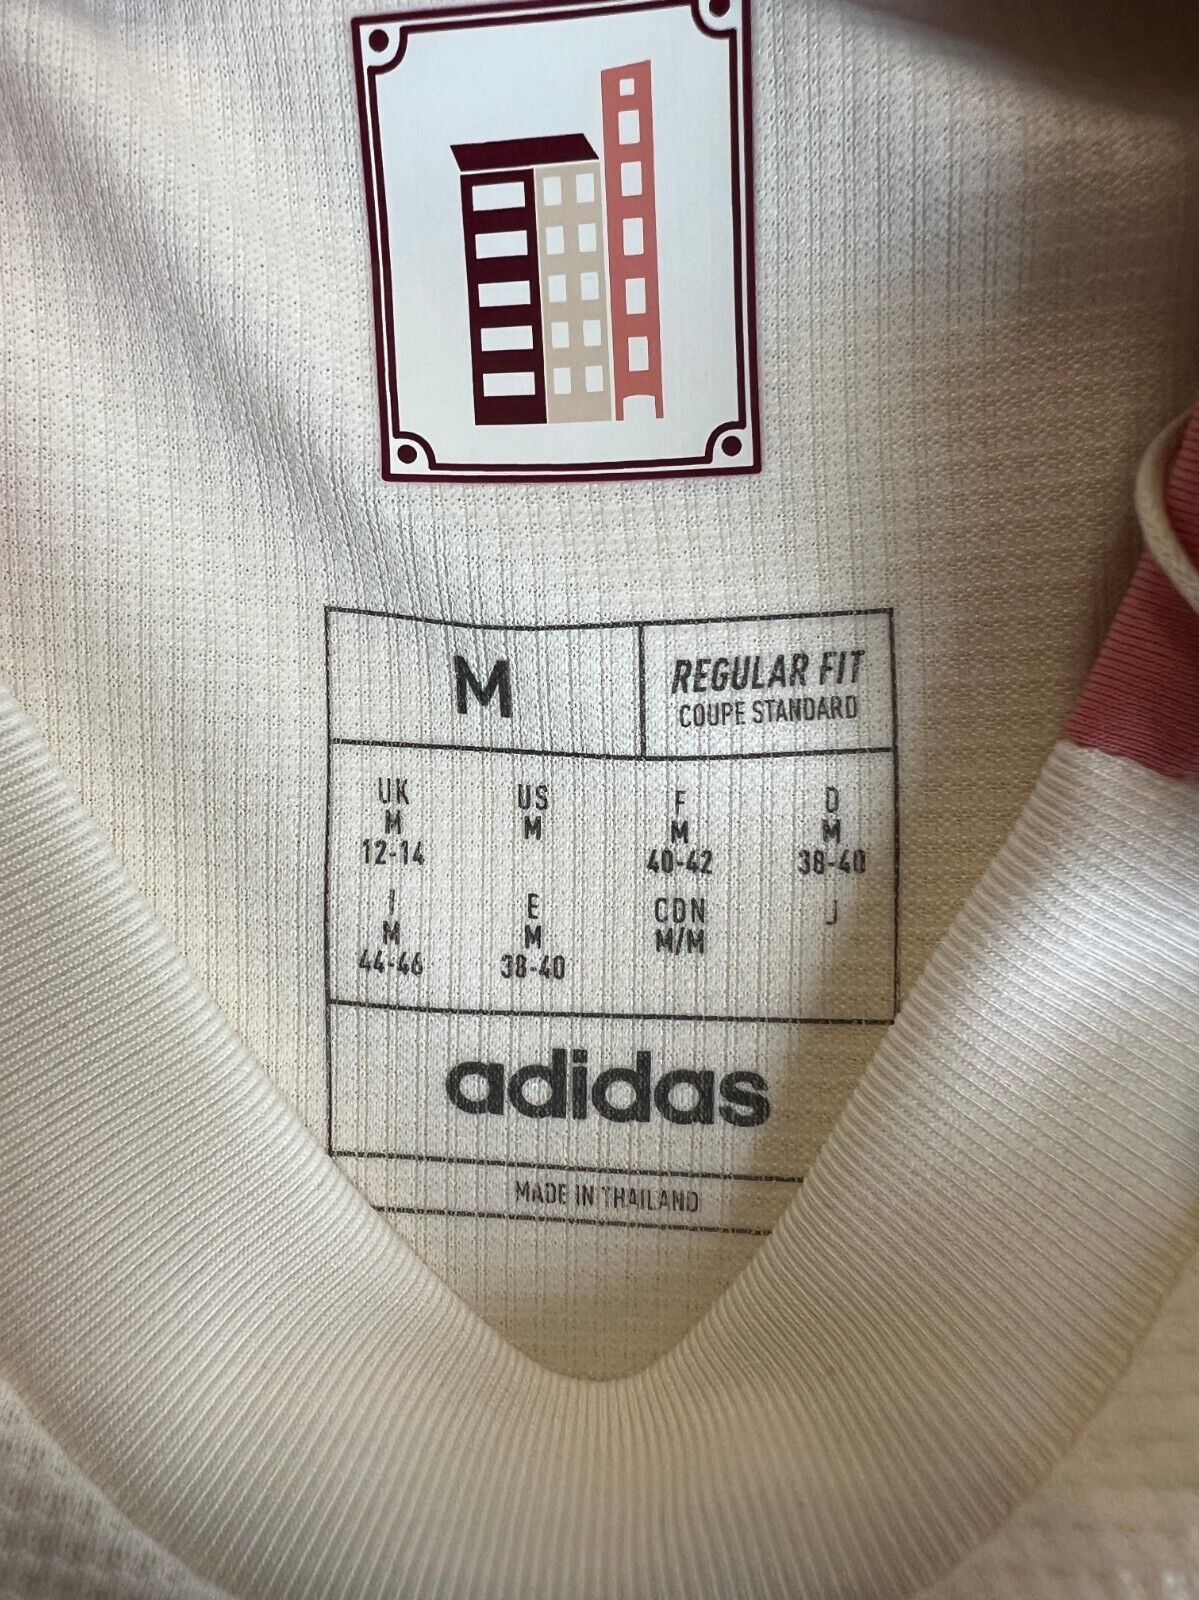 M
REGULAR FIT
COUPE STANDARD
UK US F D
M M M M
12-14 40-42 38-40
I E CDN J
M M M/M
44-46 38-40
adidas
MADE IN THAILAND